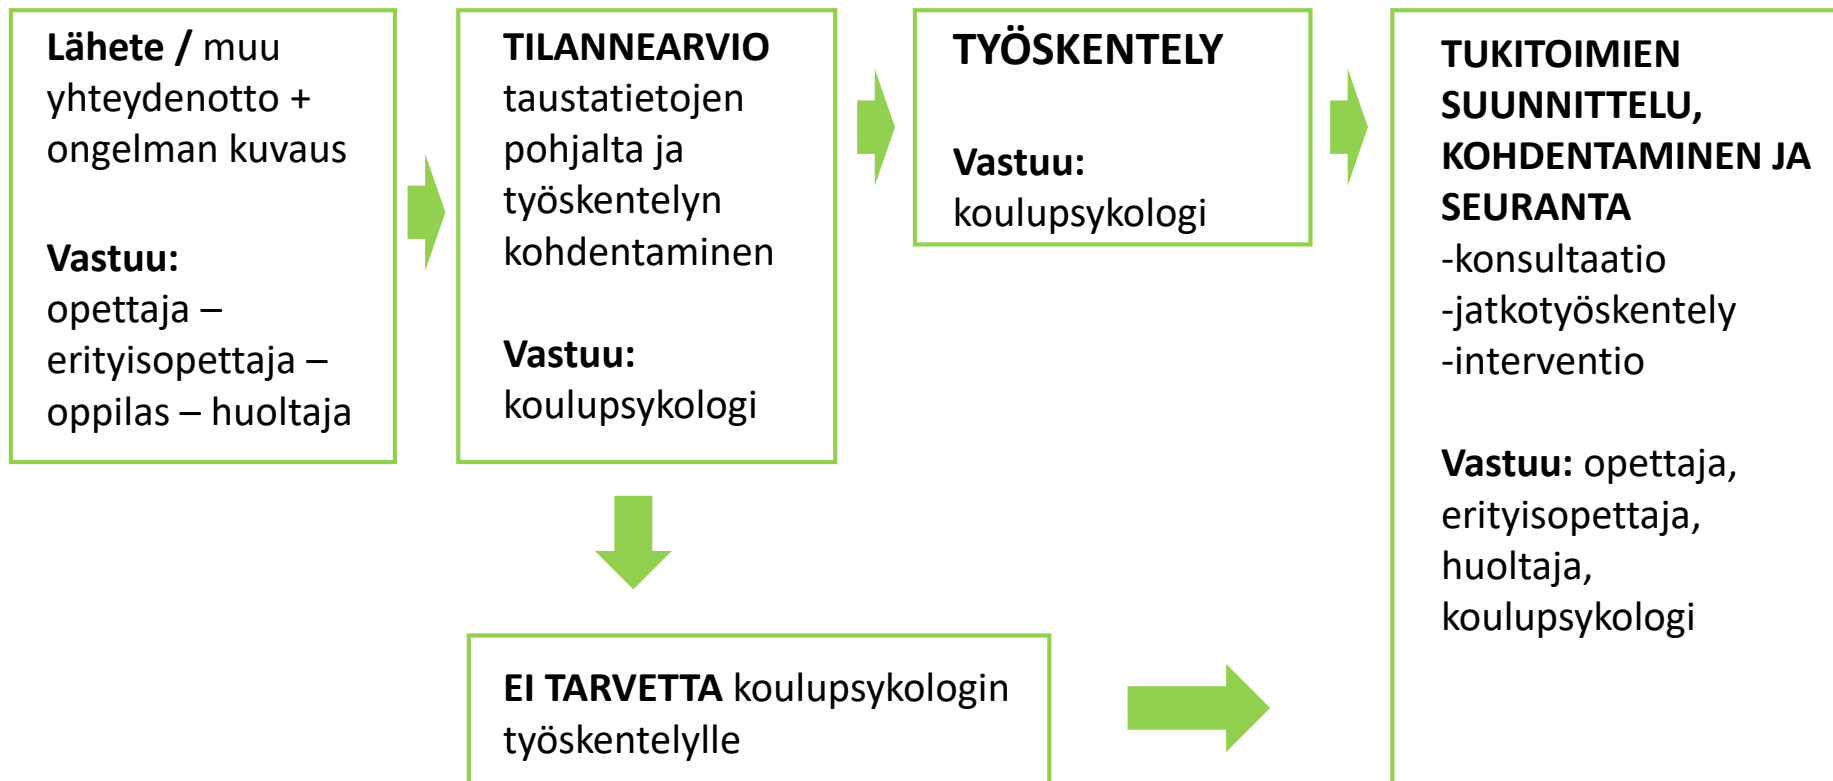 Lähete / muu
yhteydenotto +
ongelman kuvaus
Vastuu:
opettaja –
erityisopettaja –
oppilas – huoltaja
TILANNEARVIO
taustatietojen
pohjalta ja
työskentelyn
kohdentaminen
Vastuu:
koulupsykologi
TYÖSKENTELY
Vastuu:
koulupsykologi
TUKITOIMIEN
SUUNNITTELU,
KOHDENTAMINEN JA
SEURANTA
-konsultaatio
-jatkotyöskentely
-interventio
Vastuu: opettaja,
erityisopettaja,
huoltaja,
koulupsykologi
EI TARVETTA koulupsykologin
työskentelylle